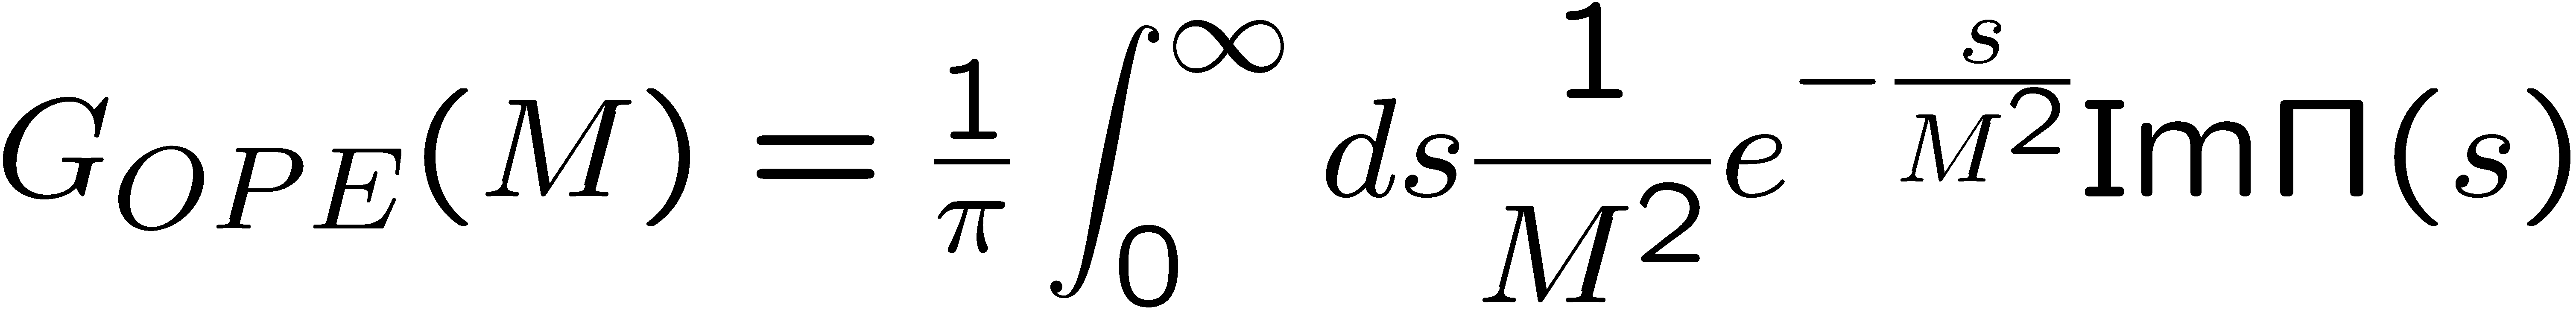 $G_{OPE}(M) = \frac{1}{\pi} \int_0^\infty ds \frac{1}{M^2} e^{-\frac{s}{M^2}} \mathrm{Im}\Pi(s)$